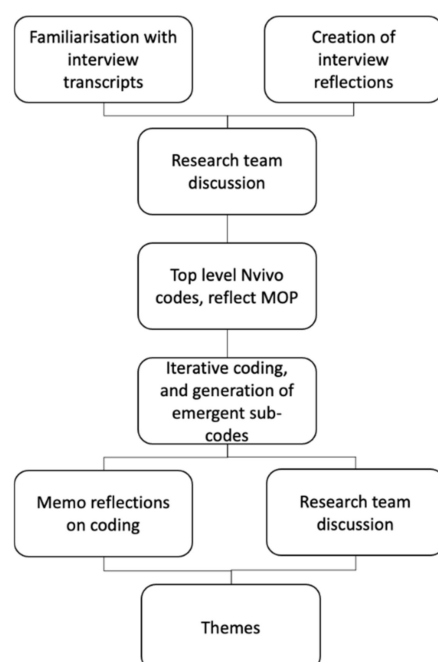 Familiarisation with
interview
transcripts
Creation of
interview
reflections
Research team
discussion
Top level Nvivo
codes, reflect MOP
Iterative coding,
and generation of
emergent sub-
codes
Memo reflections
on coding
Research team
discussion
Themes